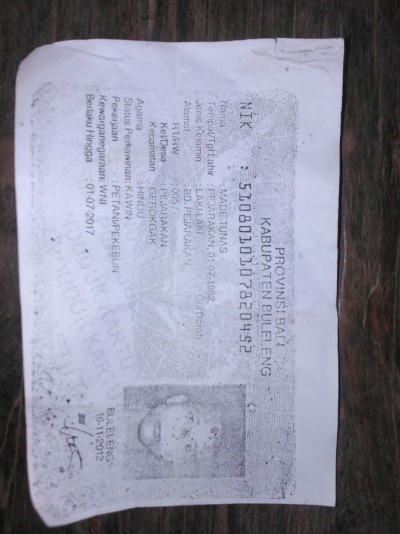 PROVINSI BALI
KABUPATEN BULELENG
NIK : 5108010107820492
Nama : MADE TUNAS
Tempat/Tgl Lahir : PEJARAKAN, 01-07-1982
Jenis Kelamin : LAKI-LAKI Gol Darah
Alamat : BD. PEJARAKAN
RT/RW : 005/
Kel/Desa : PEJARAKAN
Kecamatan : GEROKGAK
Agama : HINDU
Status Perkawinan: KAWIN
Pekerjaan : PETANI/PEKEBUN
Kewarganegaraan: WNI
Berlaku Hingga : 01-07-2017
BULELENG
16-11-2012